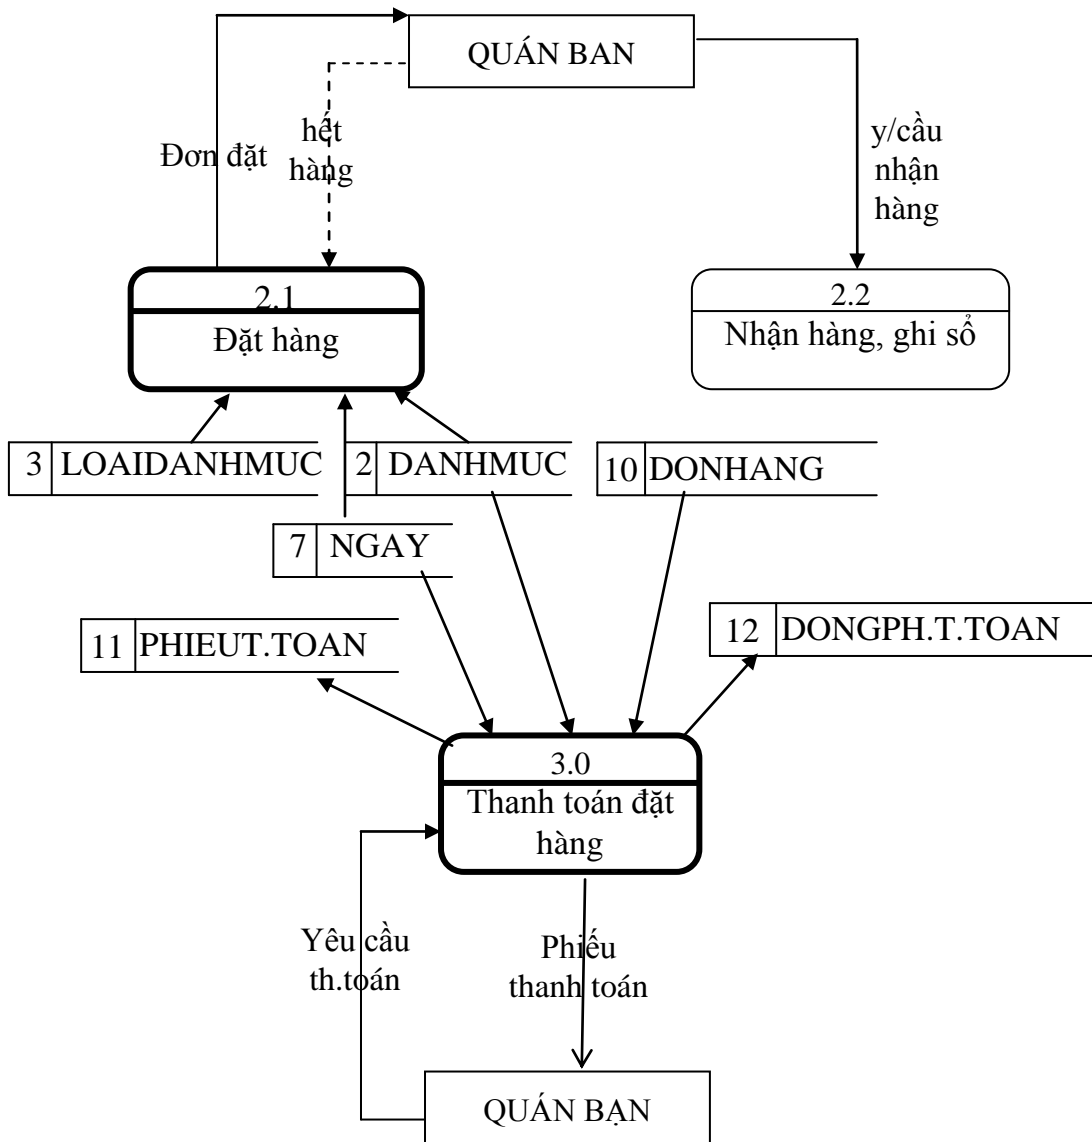 QUÁN BAN
Đơn đặt
hết
hàng
y/cầu
nhận
hàng
2.1
Đặt hàng
2.2
Nhận hàng, ghi sổ
3 LOAIDANHMUC
2 DANHMUC
10 DONHANG
7 NGAY
11 PHIEUT.TOAN
12 DONGPH.T.TOAN
3.0
Thanh toán đặt
hàng
Yêu cầu
th.toán
Phiếu
thanh toán
QUÁN BẠN